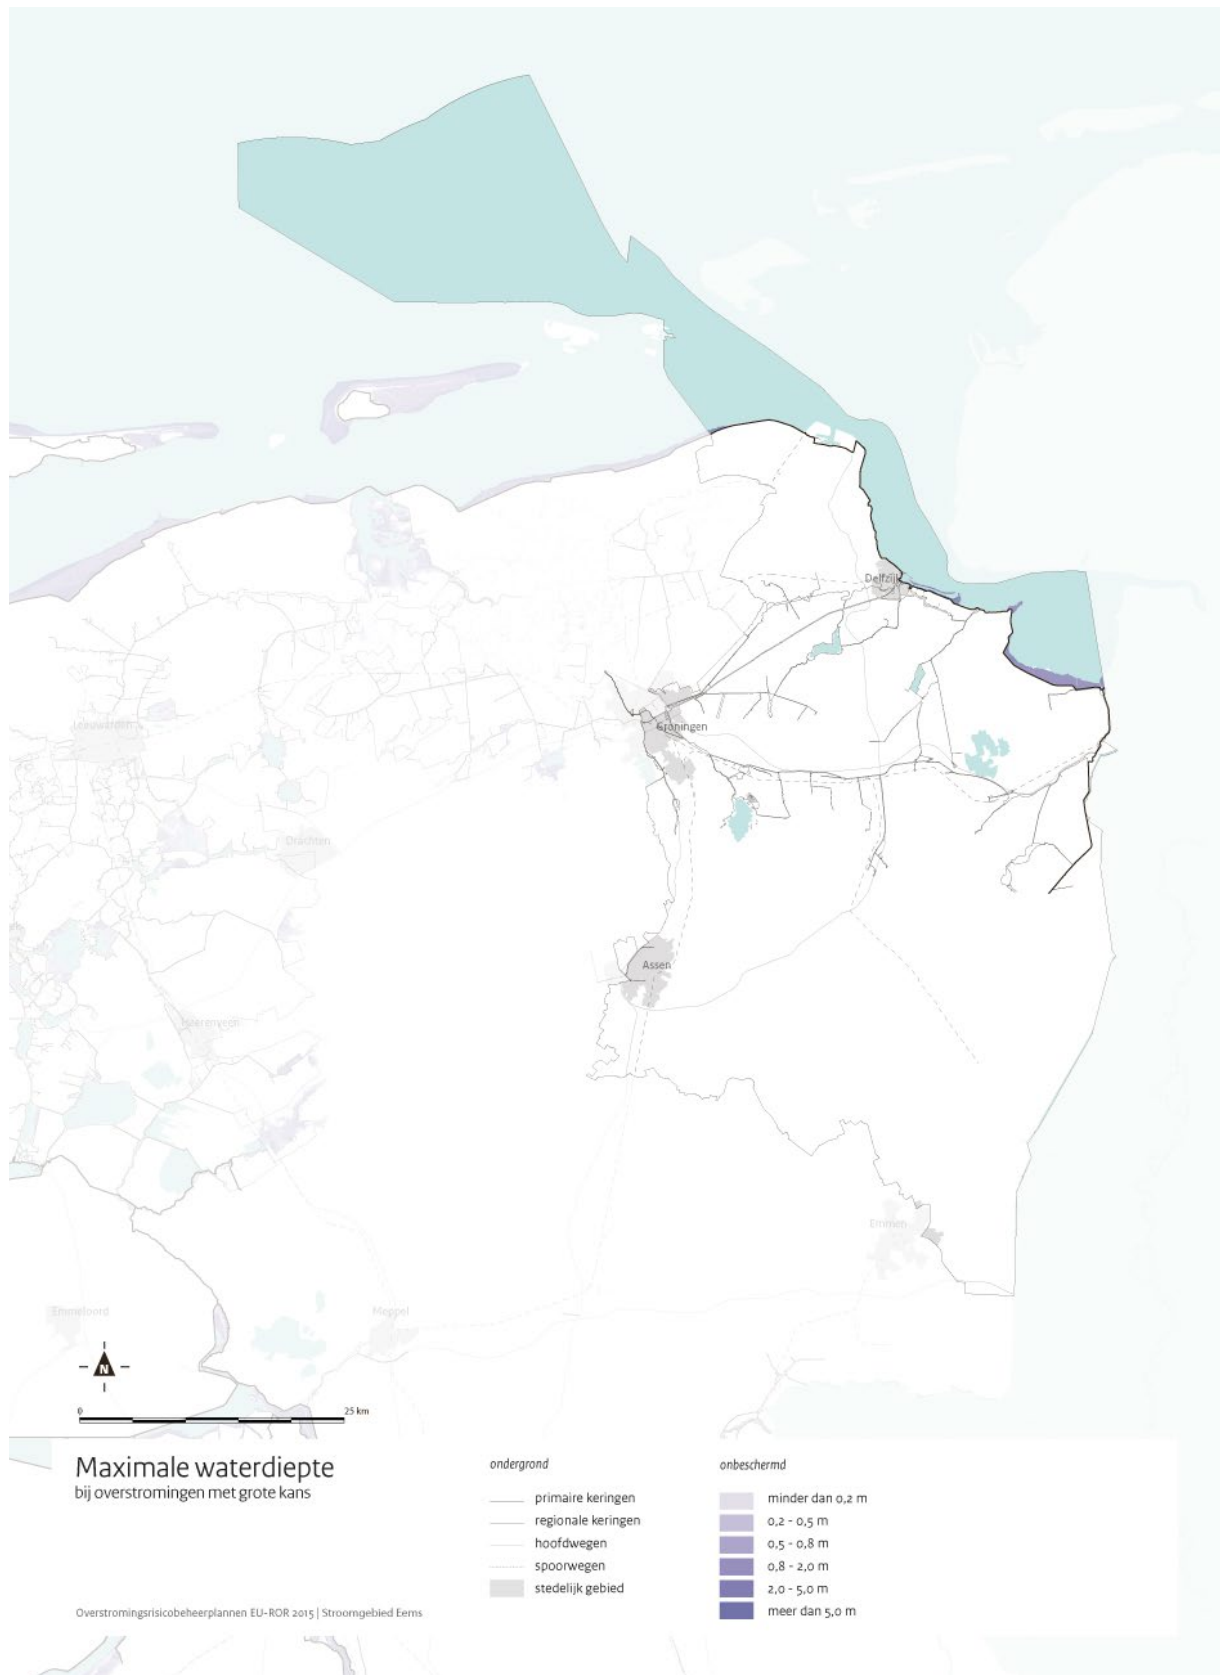 Delfzijl
Groningen
Leeuwarden
Drachten
Assen
Heerenveen
Emmen
Emmeloord
Meppel
N
0 25 km
Maximale waterdiepte
bij overstromingen met grote kans
Overstromingsrisicobeheerplannen EU-ROR 2015 | Stroomgebied Eems
ondergrond
primaire keringen
regionale keringen
hoofdwegen
spoorwegen
stedelijk gebied
onbeschermd
minder dan 0,2 m
0,2 - 0,5 m
0,5 - 0,8 m
0,8 - 2,0 m
2,0 - 5,0 m
meer dan 5,0 m